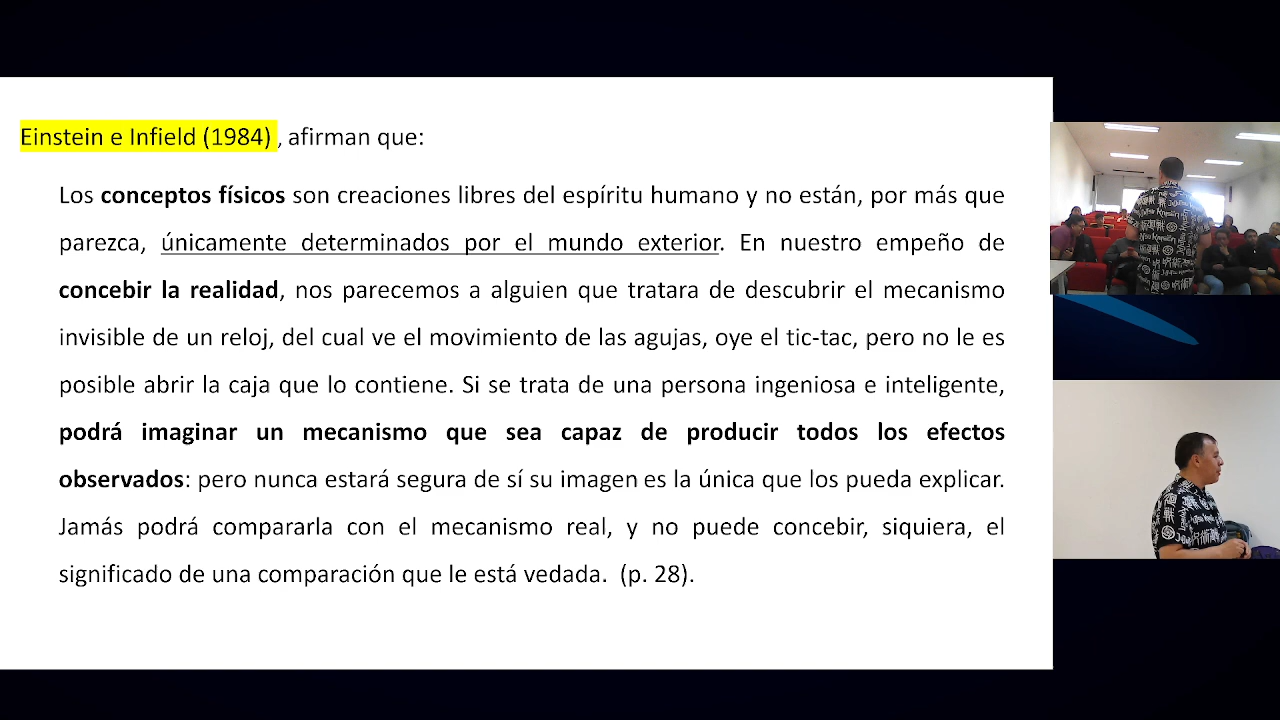 Einstein e Infield (1984) , afirman que:
Los conceptos físicos son creaciones libres del espíritu humano y no están, por más que
parezca, únicamente determinados por el mundo exterior. En nuestro empeño de
concebir la realidad, nos parecemos a alguien que tratara de descubrir el mecanismo
invisible de un reloj, del cual ve el movimiento de las agujas, oye el tic-tac, pero no le es
posible abrir la caja que lo contiene. Si se trata de una persona ingeniosa e inteligente,
podrá imaginar un mecanismo que sea capaz de producir todos los efectos
observados: pero nunca estará segura de sí su imagen es la única que los pueda explicar.
Jamás podrá compararla con el mecanismo real, y no puede concebir, siquiera, el
significado de una comparación que le está vedada. (p. 28).